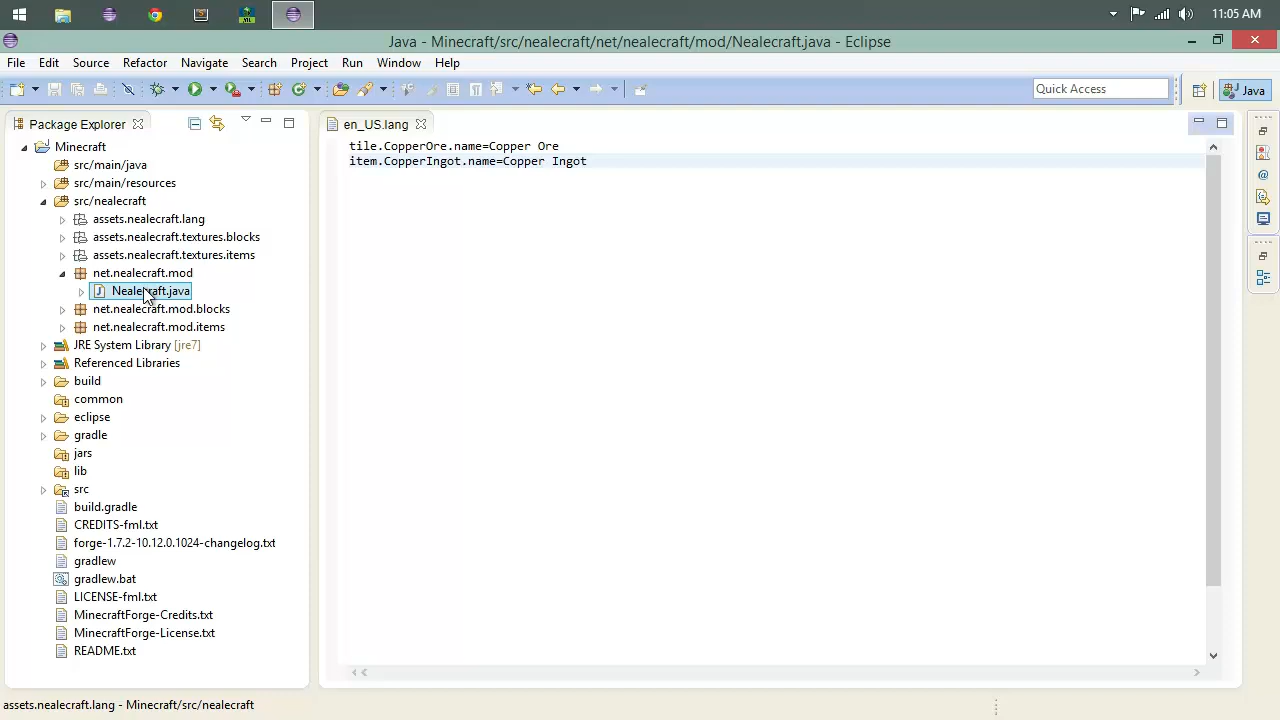 11:05 AM
Java - Minecraft/src/nealecraft/net/nealecraft/mod/Nealecraft.java - Eclipse
File Edit Source Refactor Navigate Search Project Run Window Help
Quick Access
Java
Package Explorer
Minecraft
src/main/java
src/main/resources
src/nealecraft
assets.nealecraft.lang
assets.nealecraft.textures.blocks
assets.nealecraft.textures.items
net.nealecraft.mod
Nealecraft.java
net.nealecraft.mod.blocks
net.nealecraft.mod.items
JRE System Library [jre7]
Referenced Libraries
build
common
eclipse
gradle
jars
lib
src
build.gradle
CREDITS-fml.txt
forge-1.7.2-10.12.0.1024-changelog.txt
gradlew
gradlew.bat
LICENSE-fml.txt
MinecraftForge-Credits.txt
MinecraftForge-License.txt
README.txt
en_US.lang
tile.CopperOre.name=Copper Ore
item.CopperIngot.name=Copper Ingot
assets.nealecraft.lang - Minecraft/src/nealecraft